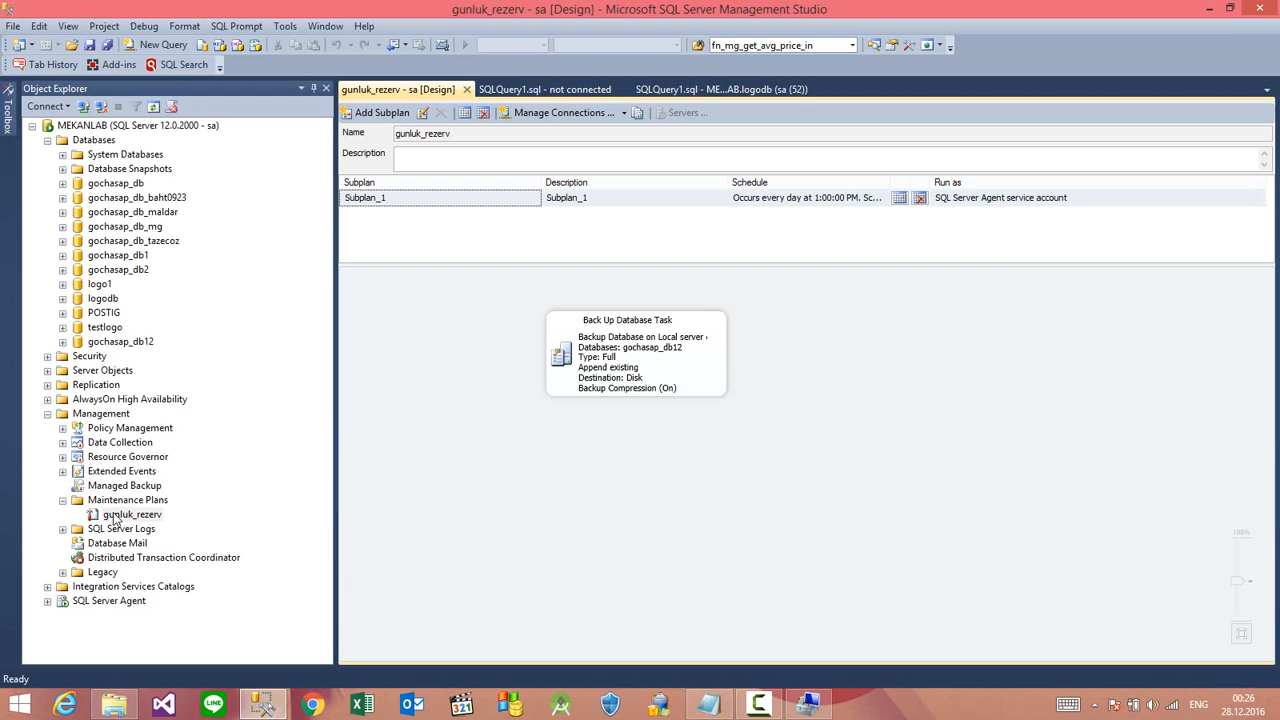 gunluk_rezerv - sa [Design] - Microsoft SQL Server Management Studio
File Edit View Project Debug Format SQL Prompt Tools Window Help
New Query fn_mg_get_avg_price_in
Tab History Add-ins SQL Search
Toolbox
Object Explorer
Connect
MEKANLAB (SQL Server 12.0.2000 - sa)
Databases
System Databases
Database Snapshots
gochasap_db
gochasap_db_baht0923
gochasap_db_maldar
gochasap_db_mg
gochasap_db_tazecoz
gochasap_db1
gochasap_db2
logo1
logodb
POSTIG
testlogo
gochasap_db12
Security
Server Objects
Replication
AlwaysOn High Availability
Management
Policy Management
Data Collection
Resource Governor
Extended Events
Managed Backup
Maintenance Plans
gunluk_rezerv
SQL Server Logs
Database Mail
Distributed Transaction Coordinator
Legacy
Integration Services Catalogs
SQL Server Agent
gunluk_rezerv - sa [Design] SQLQuery1.sql - not connected SQLQuery1.sql - ME...AB.logodb (sa (52))
Add Subplan Manage Connections ... Servers ...
Name gunluk_rezerv
Description
Subplan Description Schedule Run as
Subplan_1 Subplan_1 Occurs every day at 1:00:00 PM. Sc... SQL Server Agent service account
Back Up Database Task
Backup Database on Local server
Databases: gochasap_db12
Type: Full
Append existing
Destination: Disk
Backup Compression (On)
100%
Ready
LINE 321 ENG 00:26
28.12.2016